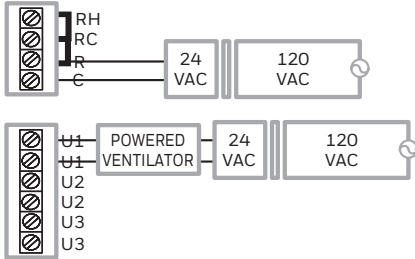 RH
RC
R
C
24
VAC
120
VAC
U1
U1
U2
U2
U3
U3
POWERED
VENTILATOR
24
VAC
120
VAC